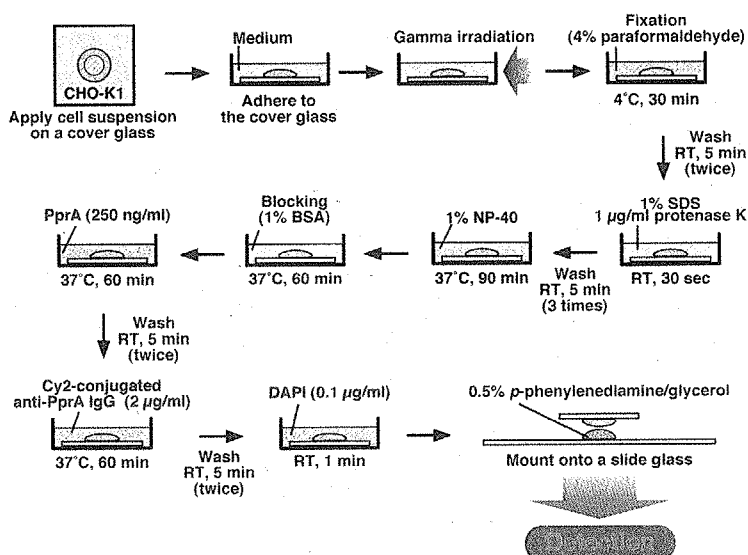 CHO-K1
Apply cell suspension
on a cover glass
Medium
Adhere to
the cover glass
Gamma irradiation
Fixation
(4% paraformaldehyde)
4°C, 30 min
Wash
RT, 5 min
(twice)
1% SDS
1 µg/ml protenase K
RT, 30 sec
Wash
RT, 5 min
(3 times)
1% NP-40
37°C, 90 min
Blocking
(1% BSA)
37°C, 60 min
PprA (250 ng/ml)
37°C, 60 min
Wash
RT, 5 min
(twice)
Cy2-conjugated
anti-PprA IgG (2 µg/ml)
37°C, 60 min
Wash
RT, 5 min
(twice)
DAPI (0.1 µg/ml)
RT, 1 min
0.5% p-phenylenediamine/glycerol
Mount onto a slide glass